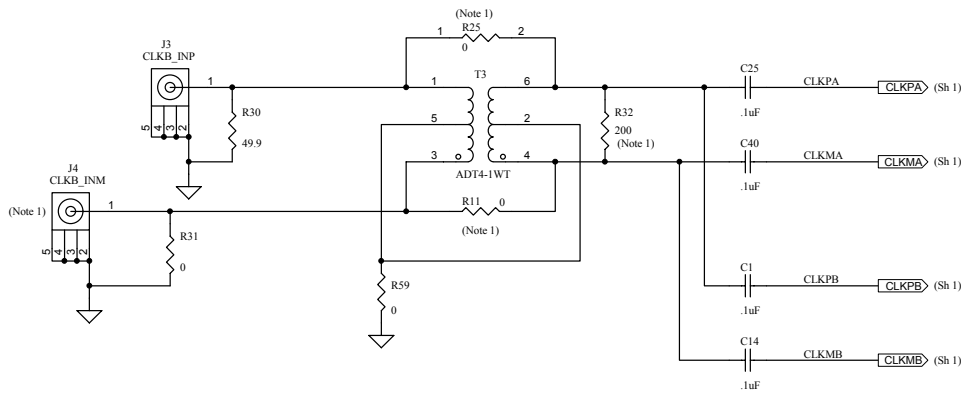 (Note 1)
R25
1 2
0
J3
CLKB_INP
1
5 4 3 2
R30
49.9
T3
1 6
5 2
3 4
ADT4-1WT
R32
200
(Note 1)
C25
.1uF
CLKPA
CLKPA (Sh 1)
C40
.1uF
CLKMA
CLKMA (Sh 1)
J4
CLKB_INM
(Note 1)
1
5 4 3 2
R31
0
R11 0
(Note 1)
R59
0
C1
.1uF
CLKPB
CLKPB (Sh 1)
C14
.1uF
CLKMB
CLKMB (Sh 1)